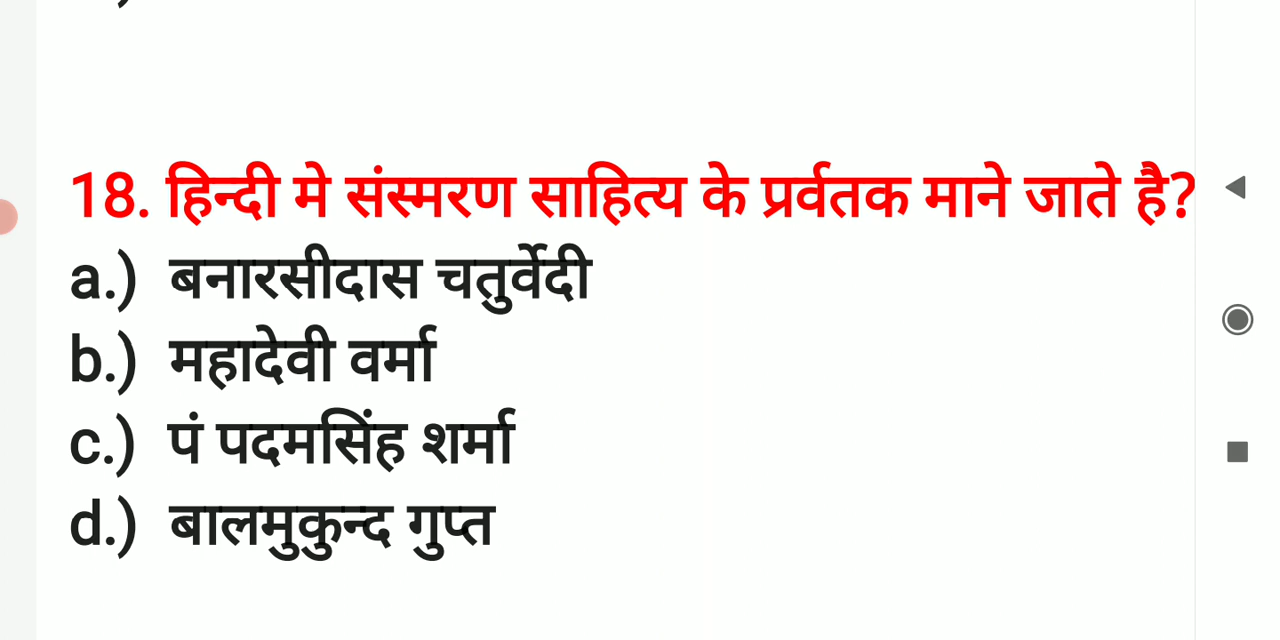 18. हिन्दी मे संस्मरण साहित्य के प्रर्वतक माने जाते है?
a.) बनारसीदास चतुर्वेदी
b.) महादेवी वर्मा
c.) पं पदमसिंह शर्मा
d.) बालमुकुन्द गुप्त